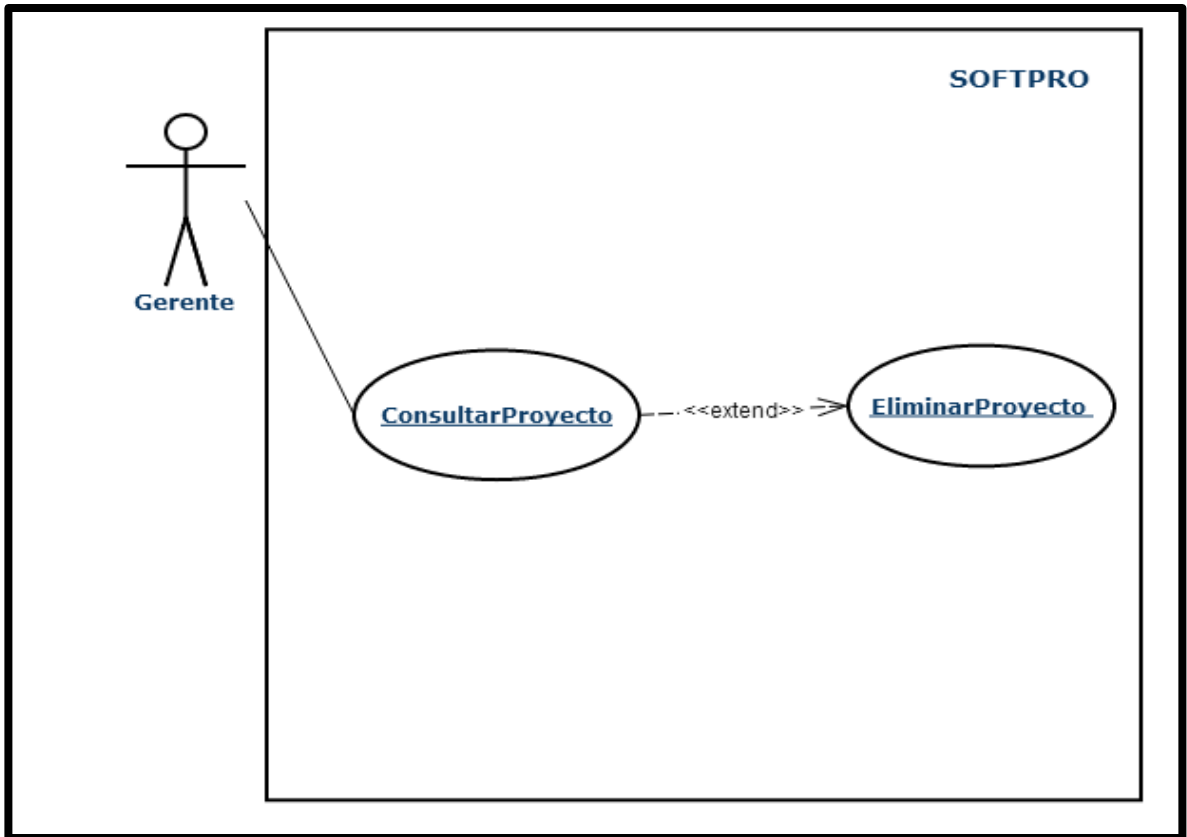 SOFTPRO
Gerente
ConsultarProyecto
<<extend>>
EliminarProyecto